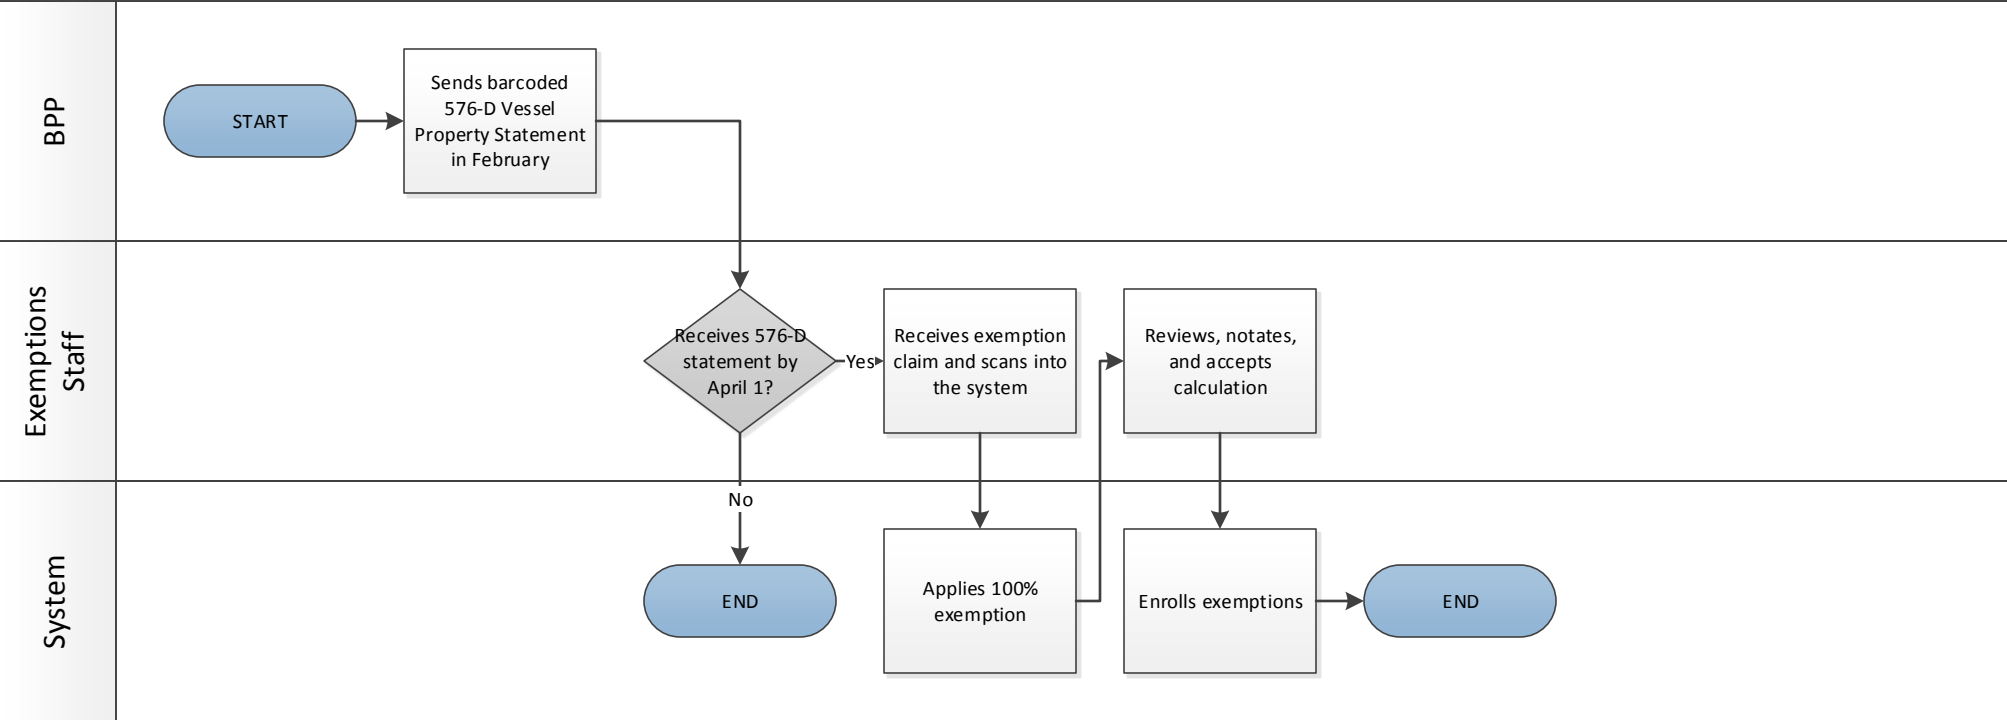 BPP
START
Sends barcoded
576-D Vessel
Property Statement
in February
Exemptions
Staff
Receives 576-D
statement by
April 1?
Yes
Receives exemption
claim and scans into
the system
Reviews, notates,
and accepts
calculation
System
No
END
Applies 100%
exemption
Enrolls exemptions
END